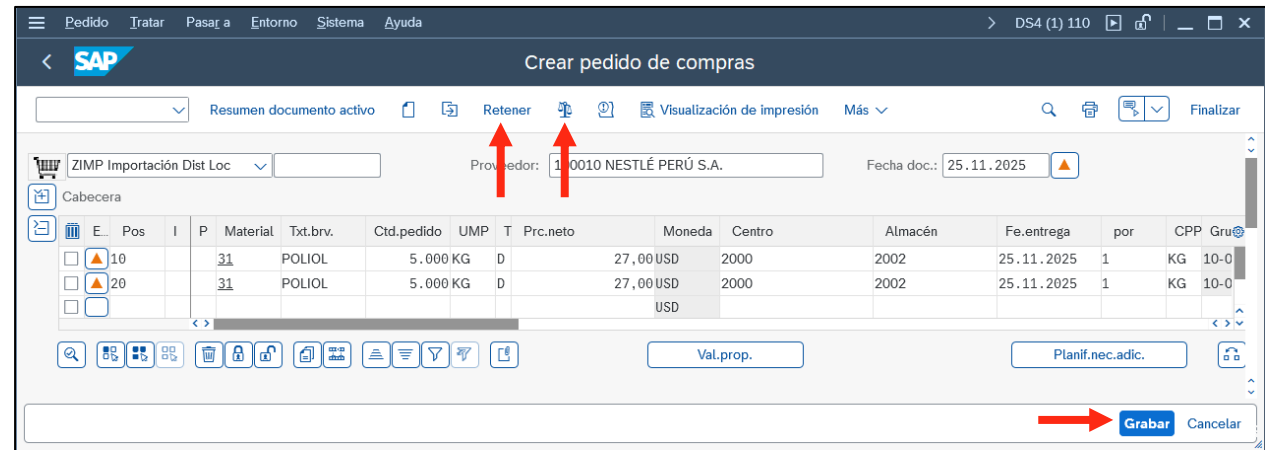 Pedido Tratar Pasar a Entorno Sistema Ayuda DS4 (1) 110
SAP Crear pedido de compras
Resumen documento activo Retener Visualización de impresión Más Finalizar
ZIMP Importación Dist Loc Proveedor: 100010 NESTLÉ PERÚ S.A. Fecha doc.: 25.11.2025
Cabecera
E... Pos I P Material Txt.brv. Ctd.pedido UMP T Prc.neto Moneda Centro Almacén Fe.entrega por CPP Gru
10 31 POLIOL 5.000 KG D 27,00 USD 2000 2002 25.11.2025 1 KG 10-0
20 31 POLIOL 5.000 KG D 27,00 USD 2000 2002 25.11.2025 1 KG 10-0
USD
Val.prop. Planif.nec.adic.
Grabar Cancelar